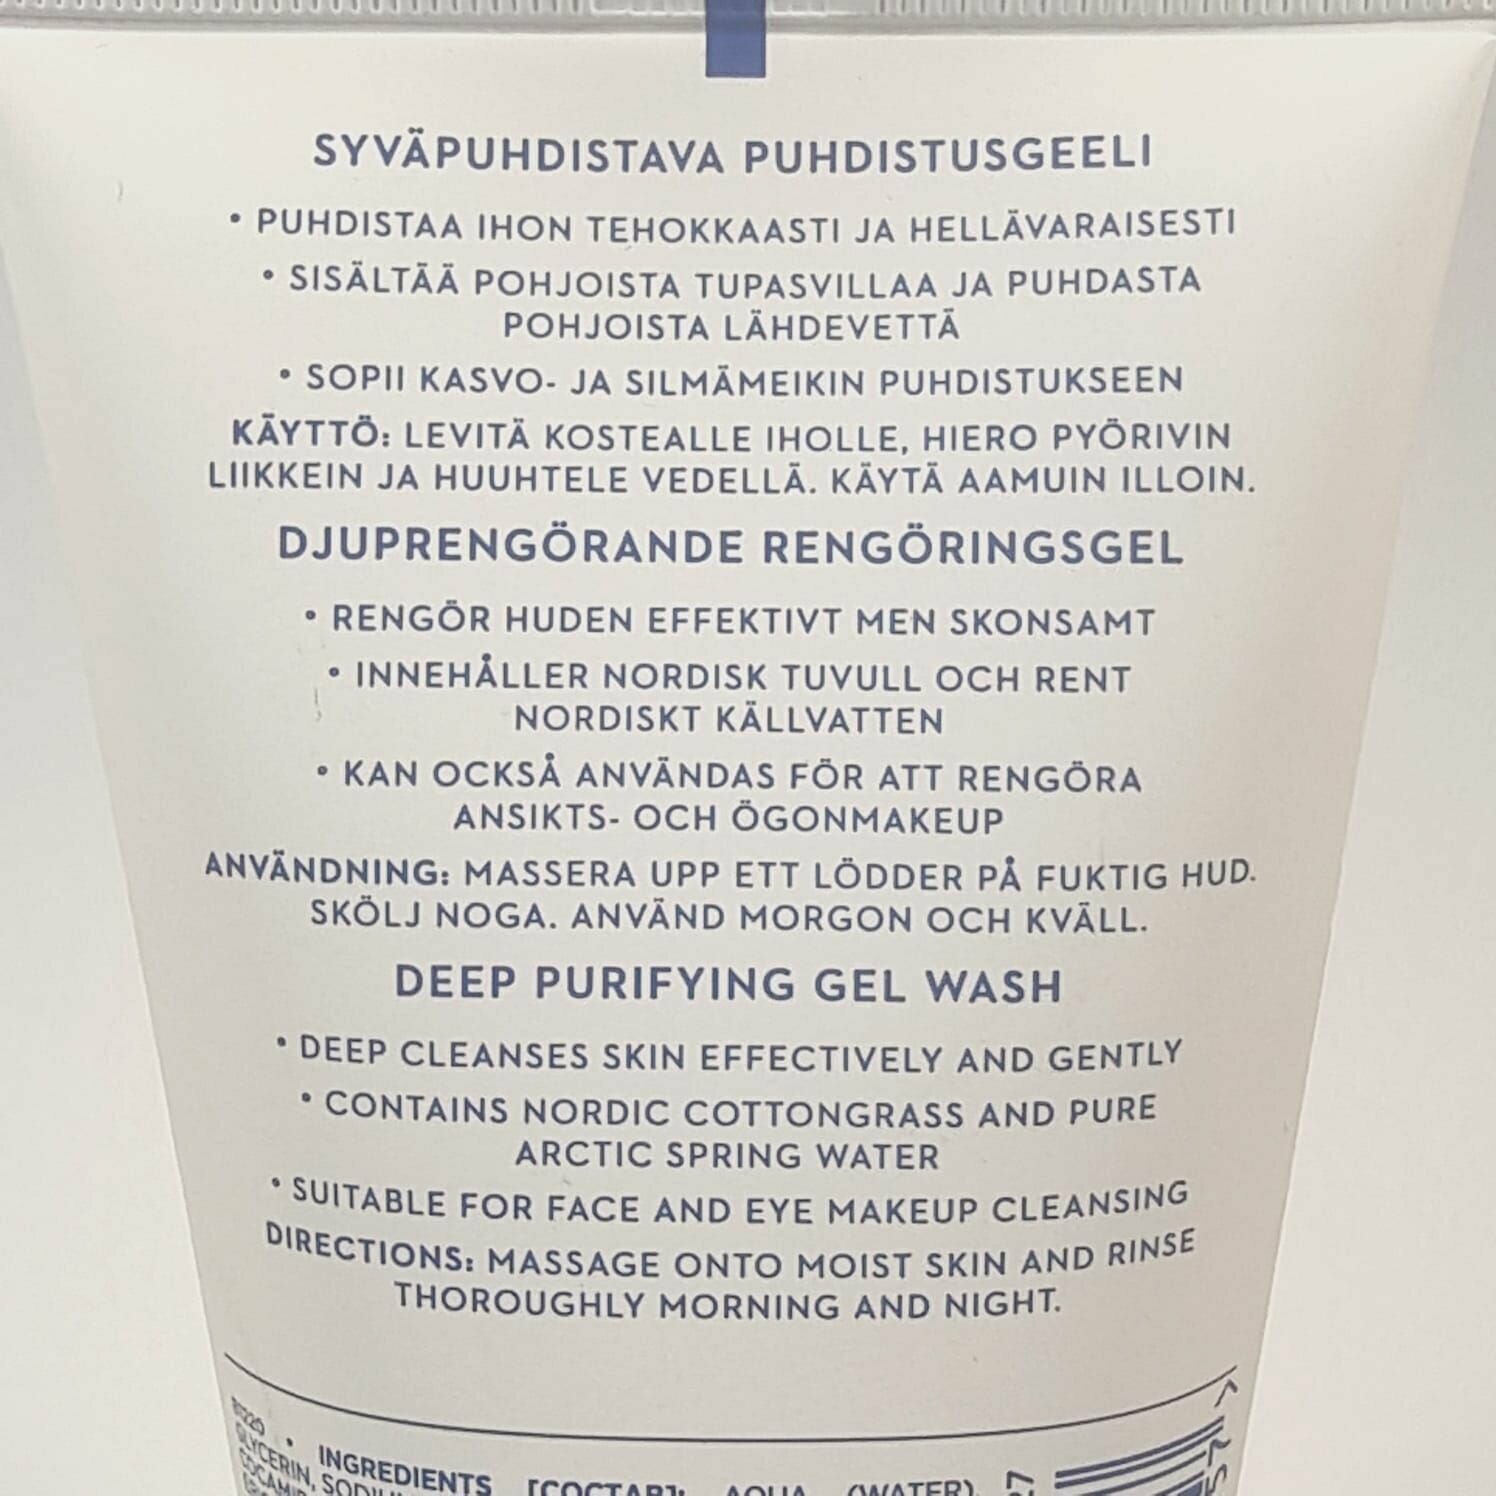 SYVÄPUHDISTAVA PUHDISTUSGEELI
• PUHDISTAA IHON TEHOKKAASTI JA HELLÄVARAISESTI
• SISÄLTÄÄ POHJOISTA TUPASVILLAA JA PUHDASTA
POHJOISTA LÄHDEVETTÄ
• SOPII KASVO- JA SILMÄMEIKIN PUHDISTUKSEEN
KÄYTTÖ: LEVITÄ KOSTEALLE IHOLLE, HIERO PYÖRIVIN
LIIKKEIN JA HUUHTELE VEDELLÄ. KÄYTÄ AAMUIN ILLOIN.
DJUPRENGÖRANDE RENGÖRINGSGEL
• RENGÖR HUDEN EFFEKTIVT MEN SKONSAMT
• INNEHÅLLER NORDISK TUVULL OCH RENT
NORDISKT KÄLLVATTEN
• KAN OCKSÅ ANVÄNDAS FÖR ATT RENGÖRA
ANSIKTS- OCH ÖGONMAKEUP
ANVÄNDNING: MASSERA UPP ETT LÖDDER PÅ FUKTIG HUD.
SKÖLJ NOGA. ANVÄND MORGON OCH KVÄLL.
DEEP PURIFYING GEL WASH
• DEEP CLEANSES SKIN EFFECTIVELY AND GENTLY
• CONTAINS NORDIC COTTONGRASS AND PURE
ARCTIC SPRING WATER
• SUITABLE FOR FACE AND EYE MAKEUP CLEANSING
DIRECTIONS: MASSAGE ONTO MOIST SKIN AND RINSE
THOROUGHLY MORNING AND NIGHT.
81220 • INGREDIENTS [СОСТАВ]: AQUA (WATER),
GLYCERIN,